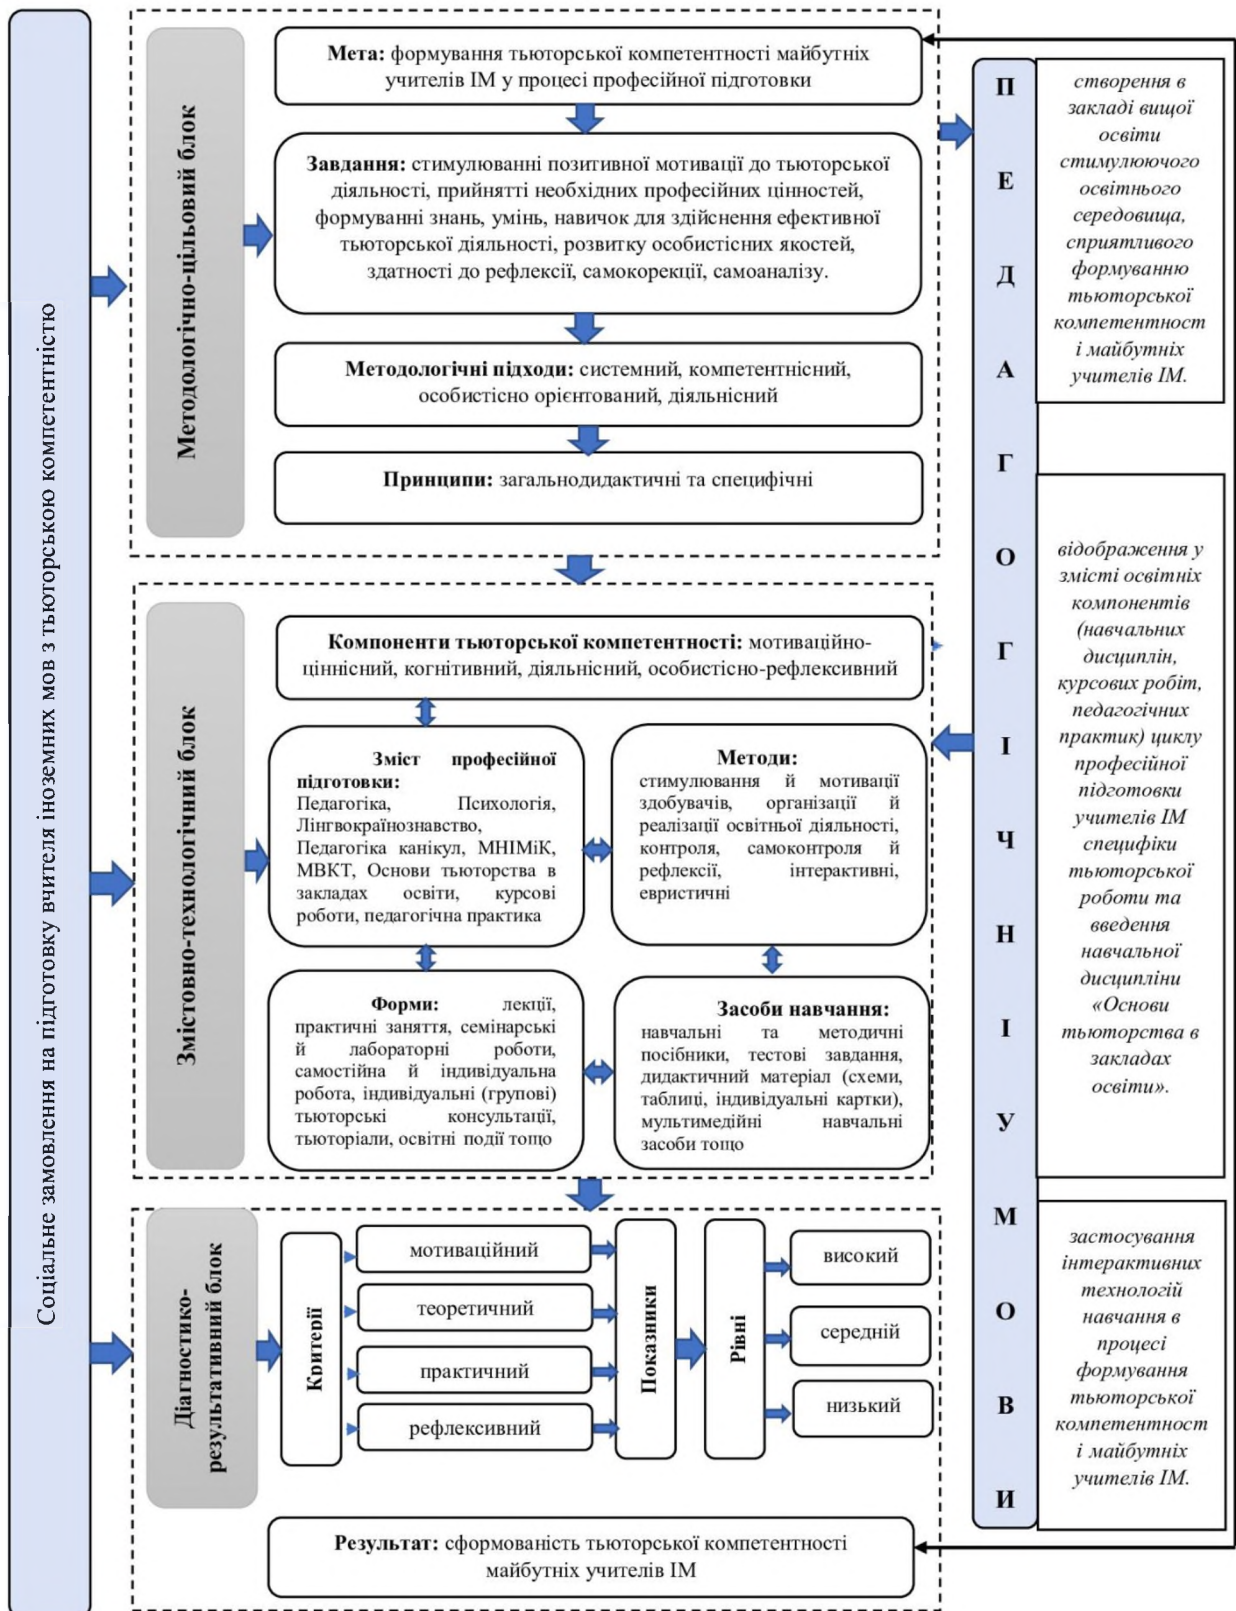 Соціальне замовлення на підготовку вчителя іноземних мов з тьюторською компетентністю
Методологічно-цільовий блок
Мета: формування тьюторської компетентності майбутніх
учителів ІМ у процесі професійної підготовки
Завдання: стимулюванні позитивної мотивації до тьюторської
діяльності, прийнятті необхідних професійних цінностей,
формуванні знань, умінь, навичок для здійснення ефективної
тьюторської діяльності, розвитку особистісних якостей,
здатності до рефлексії, самокорекції, самоаналізу.
Методологічні підходи: системний, компетентнісний,
особистісно орієнтований, діяльнісний
Принципи: загальнодидактичні та специфічні
Змістовно-технологічний блок
Компоненти тьюторської компетентності: мотиваційно-
ціннісний, когнітивний, діяльнісний, особистісно-рефлексивний
Зміст професійної
підготовки:
Педагогіка, Психологія,
Лінгвокраїнознавство,
Педагогіка канікул, МНІМіК,
МВКТ, Основи тьюторства в
закладах освіти, курсові
роботи, педагогічна практика
Методи:
стимулювання й мотивації
здобувачів, організації й
реалізації освітньої діяльності,
контроля, самоконтроля й
рефлексії, інтерактивні,
евристичні
Форми: лекції,
практичні заняття, семінарські
й лабораторні роботи,
самостійна й індивідуальна
робота, індивідуальні (групові)
тьюторські консультації,
тьюторіали, освітні події тощо
Засоби навчання:
навчальні та методичні
посібники, тестові завдання,
дидактичний матеріал (схеми,
таблиці, індивідуальні картки),
мультимедійні навчальні
засоби тощо
Діагностико-
результативний блок
Критерії
мотиваційний
теоретичний
практичний
рефлексивний
Показники
Рівні
високий
середній
низький
Результат: сформованість тьюторської компетентності
майбутніх учителів ІМ
П
Е
Д
А
Г
О
Г
І
Ч
Н
І
У
М
О
В
И
створення в
закладі вищої
освіти
стимулюючого
освітнього
середовища,
сприятливого
формуванню
тьюторської
компетентност
і майбутніх
учителів ІМ.
відображення у
змісті освітніх
компонентів
(навчальних
дисциплін,
курсових робіт,
педагогічних
практик) циклу
професійної
підготовки
учителів ІМ
специфіки
тьюторської
роботи та
введення
навчальної
дисципліни
«Основи
тьюторства в
закладах
освіти».
застосування
інтерактивних
технологій
навчання в
процесі
формування
тьюторської
компетентност
і майбутніх
учителів ІМ.